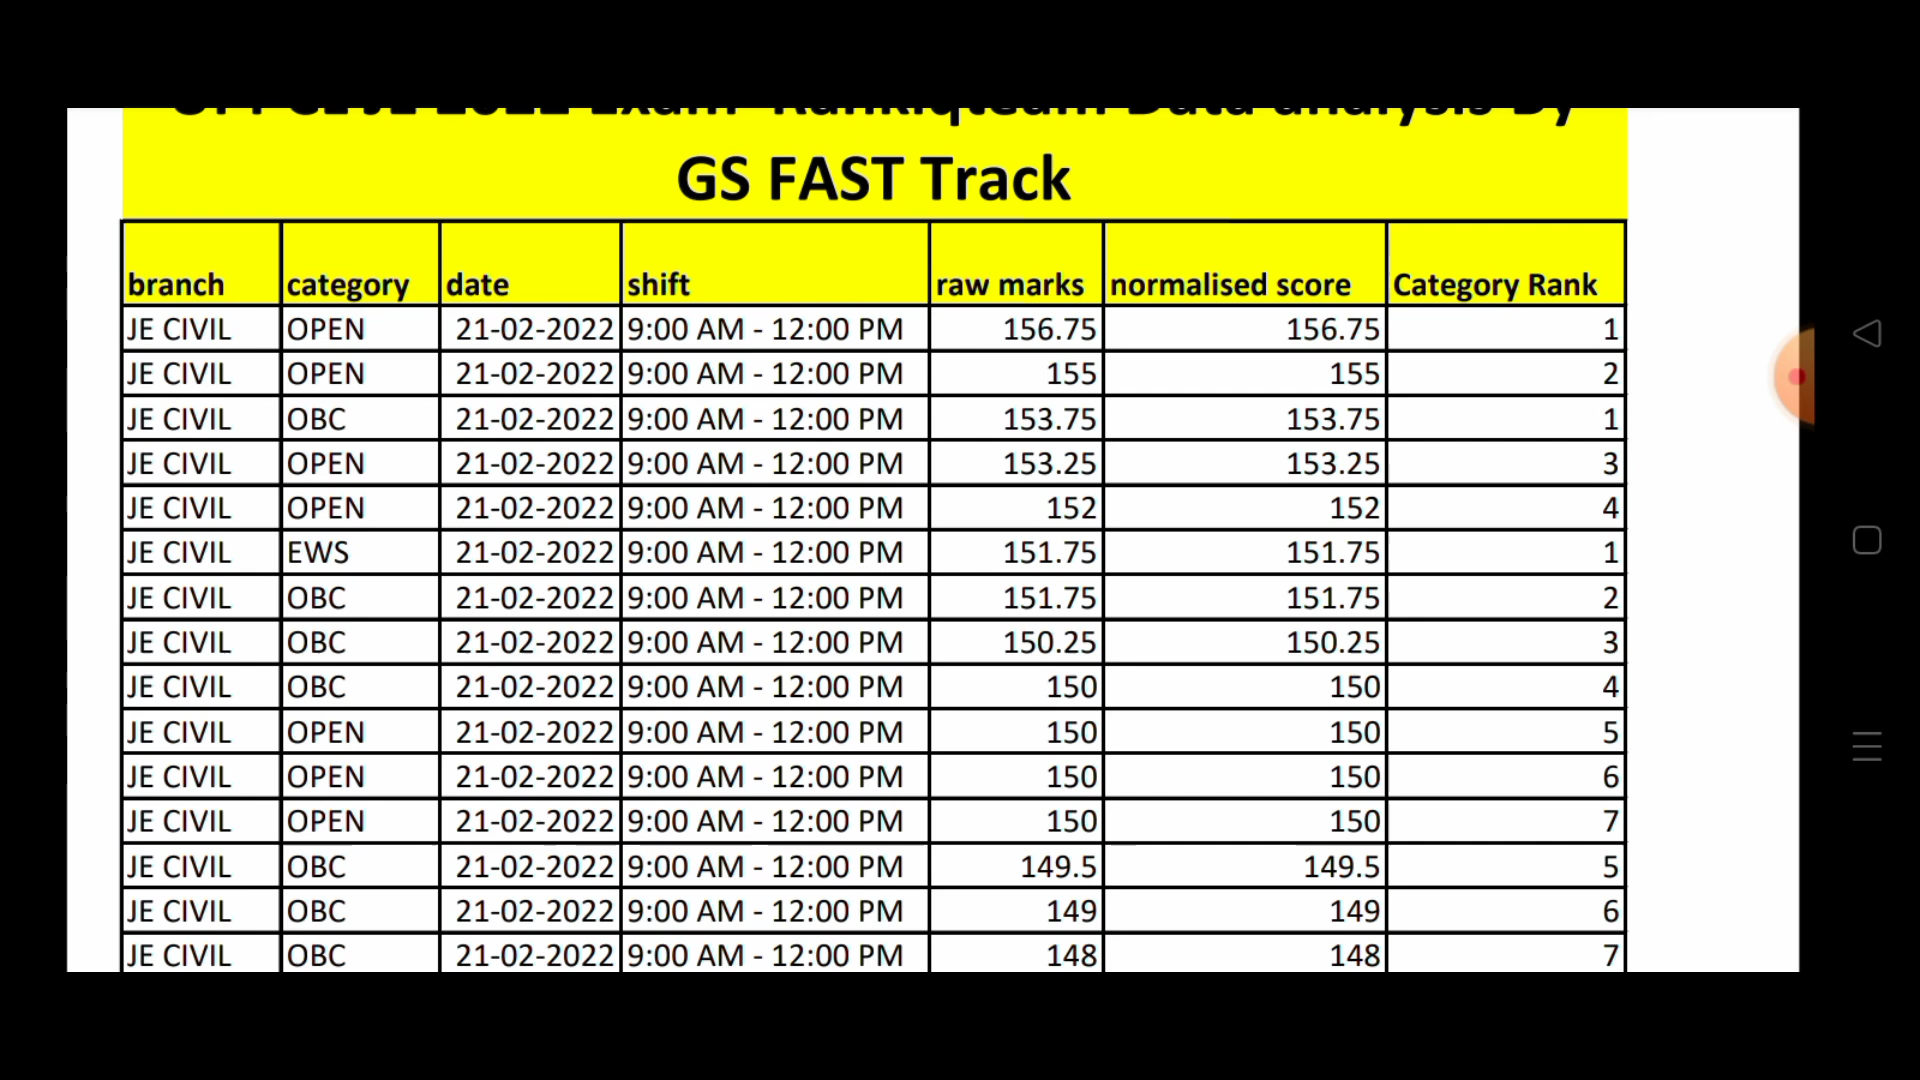 Exam Rankiqteam Data analysis By
GS FAST Track
branch category date shift raw marks normalised score Category Rank
JE CIVIL OPEN 21-02-2022 9:00 AM - 12:00 PM 156.75 156.75 1
JE CIVIL OPEN 21-02-2022 9:00 AM - 12:00 PM 155 155 2
JE CIVIL OBC 21-02-2022 9:00 AM - 12:00 PM 153.75 153.75 1
JE CIVIL OPEN 21-02-2022 9:00 AM - 12:00 PM 153.25 153.25 3
JE CIVIL OPEN 21-02-2022 9:00 AM - 12:00 PM 152 152 4
JE CIVIL EWS 21-02-2022 9:00 AM - 12:00 PM 151.75 151.75 1
JE CIVIL OBC 21-02-2022 9:00 AM - 12:00 PM 151.75 151.75 2
JE CIVIL OBC 21-02-2022 9:00 AM - 12:00 PM 150.25 150.25 3
JE CIVIL OBC 21-02-2022 9:00 AM - 12:00 PM 150 150 4
JE CIVIL OPEN 21-02-2022 9:00 AM - 12:00 PM 150 150 5
JE CIVIL OPEN 21-02-2022 9:00 AM - 12:00 PM 150 150 6
JE CIVIL OPEN 21-02-2022 9:00 AM - 12:00 PM 150 150 7
JE CIVIL OBC 21-02-2022 9:00 AM - 12:00 PM 149.5 149.5 5
JE CIVIL OBC 21-02-2022 9:00 AM - 12:00 PM 149 149 6
JE CIVIL OBC 21-02-2022 9:00 AM - 12:00 PM 148 148 7